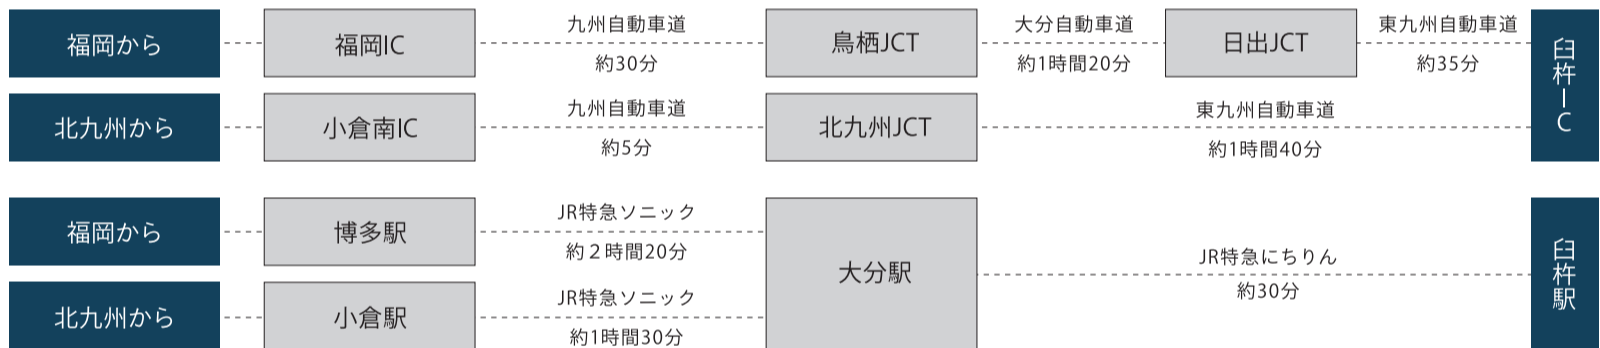 福岡から
福岡IC
九州自動車道
約30分
鳥栖JCT
大分自動車道
約1時間20分
日出JCT
東九州自動車道
約35分
臼杵IC
北九州から
小倉南IC
九州自動車道
約5分
北九州JCT
東九州自動車道
約1時間40分
福岡から
博多駅
JR特急ソニック
約２時間20分
大分駅
JR特急にちりん
約30分
臼杵駅
北九州から
小倉駅
JR特急ソニック
約1時間30分